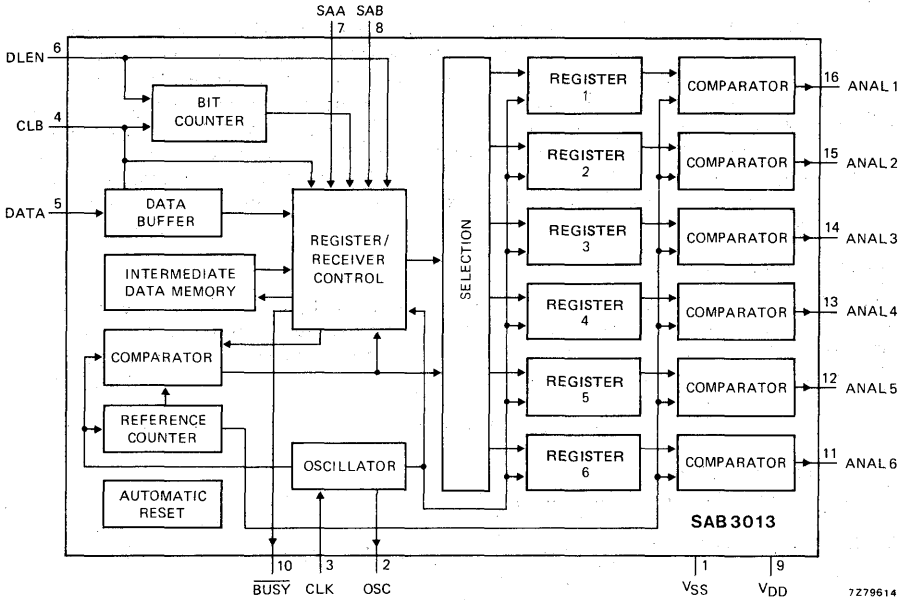 SAA SAB
7 8
DLEN 6
CLB 4
DATA 5
BIT
COUNTER
DATA
BUFFER
INTERMEDIATE
DATA MEMORY
COMPARATOR
REFERENCE
COUNTER
AUTOMATIC
RESET
REGISTER/
RECEIVER
CONTROL
OSCILLATOR
SELECTION
REGISTER
1
COMPARATOR
16 ANAL 1
REGISTER
2
COMPARATOR
15 ANAL 2
REGISTER
3
COMPARATOR
14 ANAL 3
REGISTER
4
COMPARATOR
13 ANAL 4
REGISTER
5
COMPARATOR
12 ANAL 5
REGISTER
6
COMPARATOR
11 ANAL 6
SAB3013
10 3 2 1 9
BUSY CLK OSC VSS VDD
7Z79614